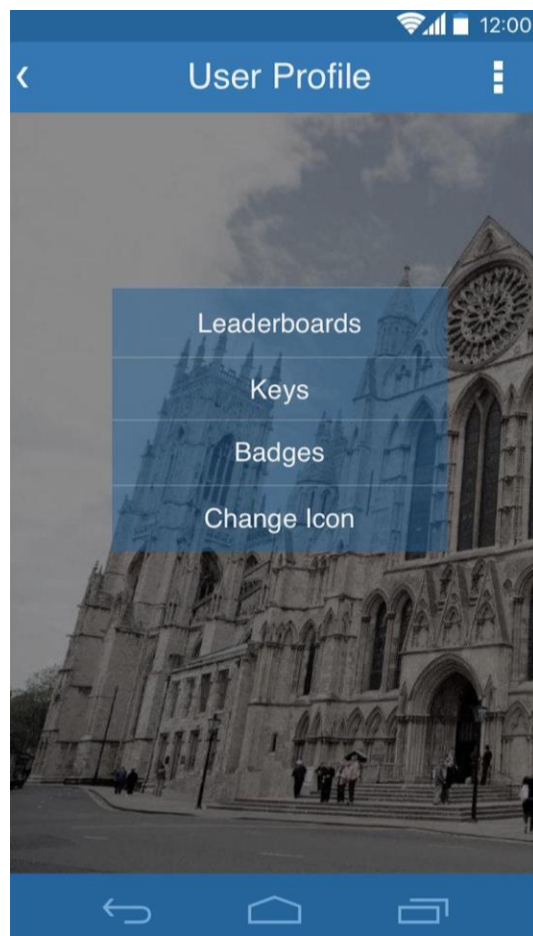 12:00
User Profile
Leaderboards
Keys
Badges
Change Icon